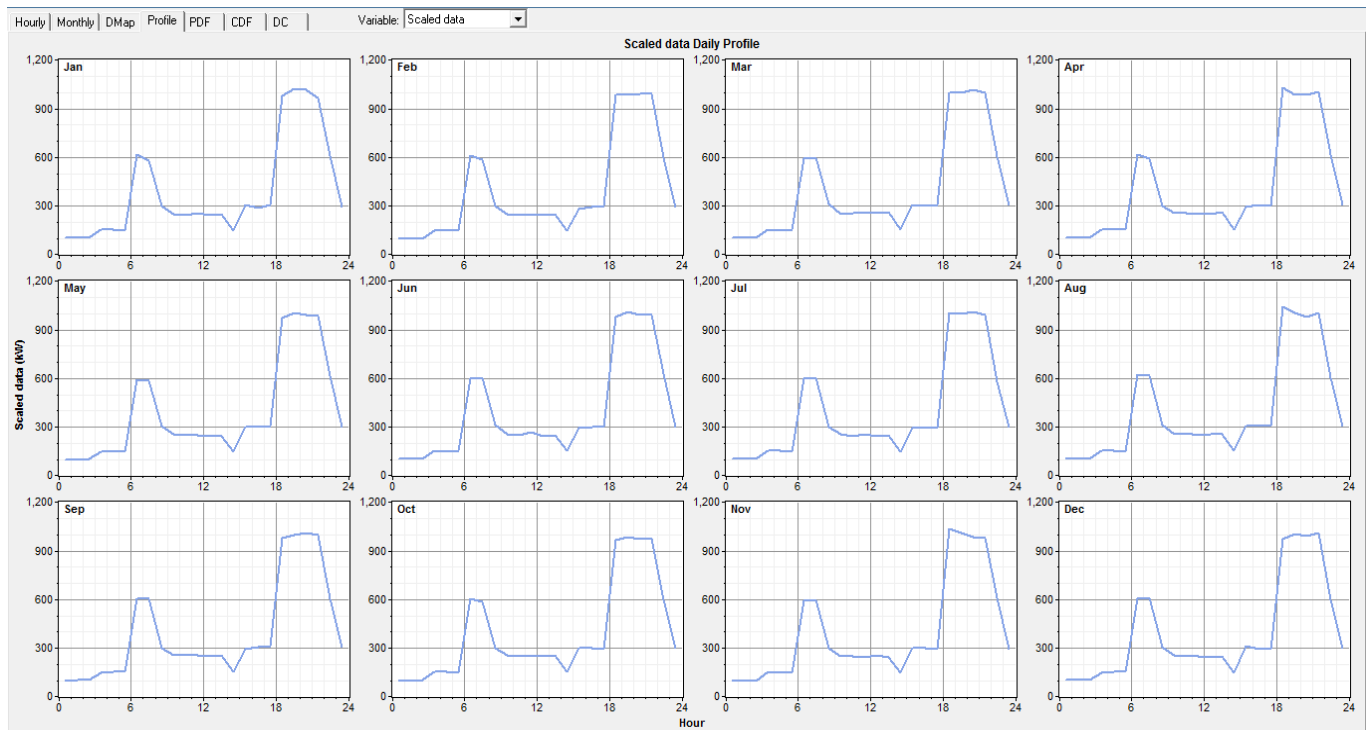 Hourly Monthly DMap Profile PDF CDF DC Variable: Scaled data
Scaled data Daily Profile
Scaled data (kW)
Jan
1,200
900
600
300
0
0 6 12 18 24
Feb
1,200
900
600
300
0
0 6 12 18 24
Mar
1,200
900
600
300
0
0 6 12 18 24
Apr
1,200
900
600
300
0
0 6 12 18 24
May
1,200
900
600
300
0
0 6 12 18 24
Jun
1,200
900
600
300
0
0 6 12 18 24
Jul
1,200
900
600
300
0
0 6 12 18 24
Aug
1,200
900
600
300
0
0 6 12 18 24
Sep
1,200
900
600
300
0
0 6 12 18 24
Oct
1,200
900
600
300
0
0 6 12 18 24
Nov
1,200
900
600
300
0
0 6 12 18 24
Dec
1,200
900
600
300
0
0 6 12 18 24
Hour